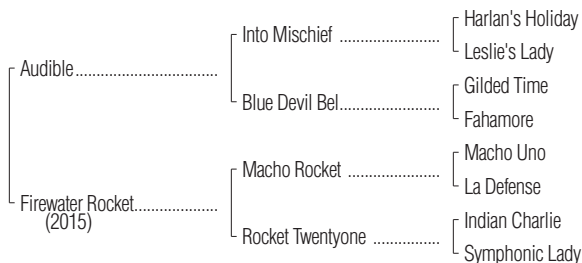 Harlan's Holiday
Into Mischief ........................
Leslie's Lady
Audible..................................
Gilded Time
Blue Devil Bel.......................
Fahamore
Macho Uno
Macho Rocket ......................
La Defense
Firewater Rocket....................
(2015)
Indian Charlie
Rocket Twentyone ................
Symphonic Lady